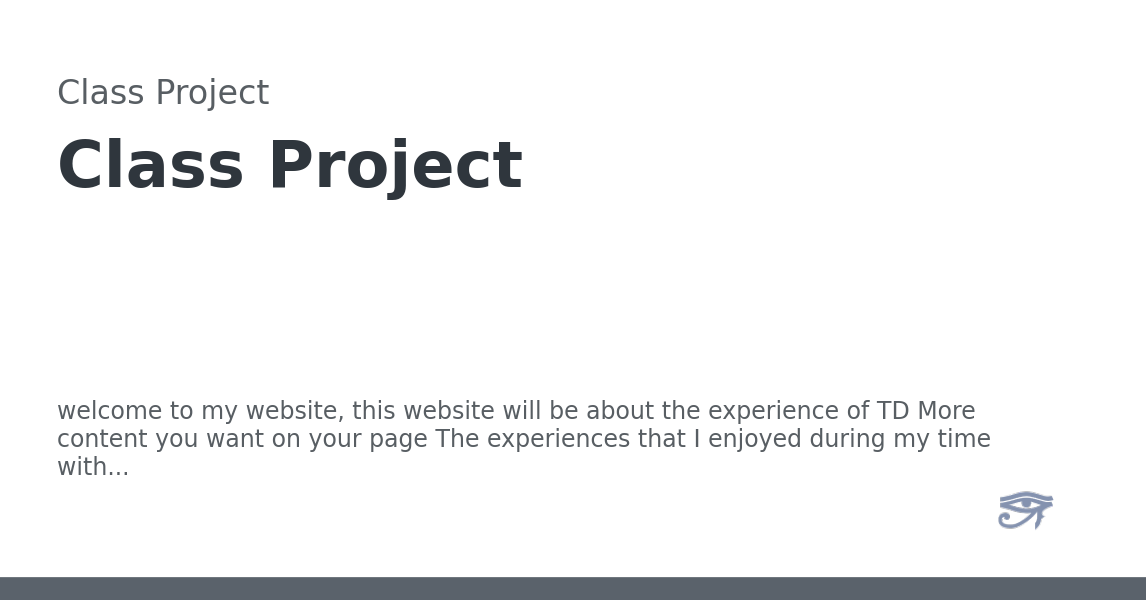 Class Project
Class Project
welcome to my website, this website will be about the experience of TD More
content you want on your page The experiences that I enjoyed during my time
with...